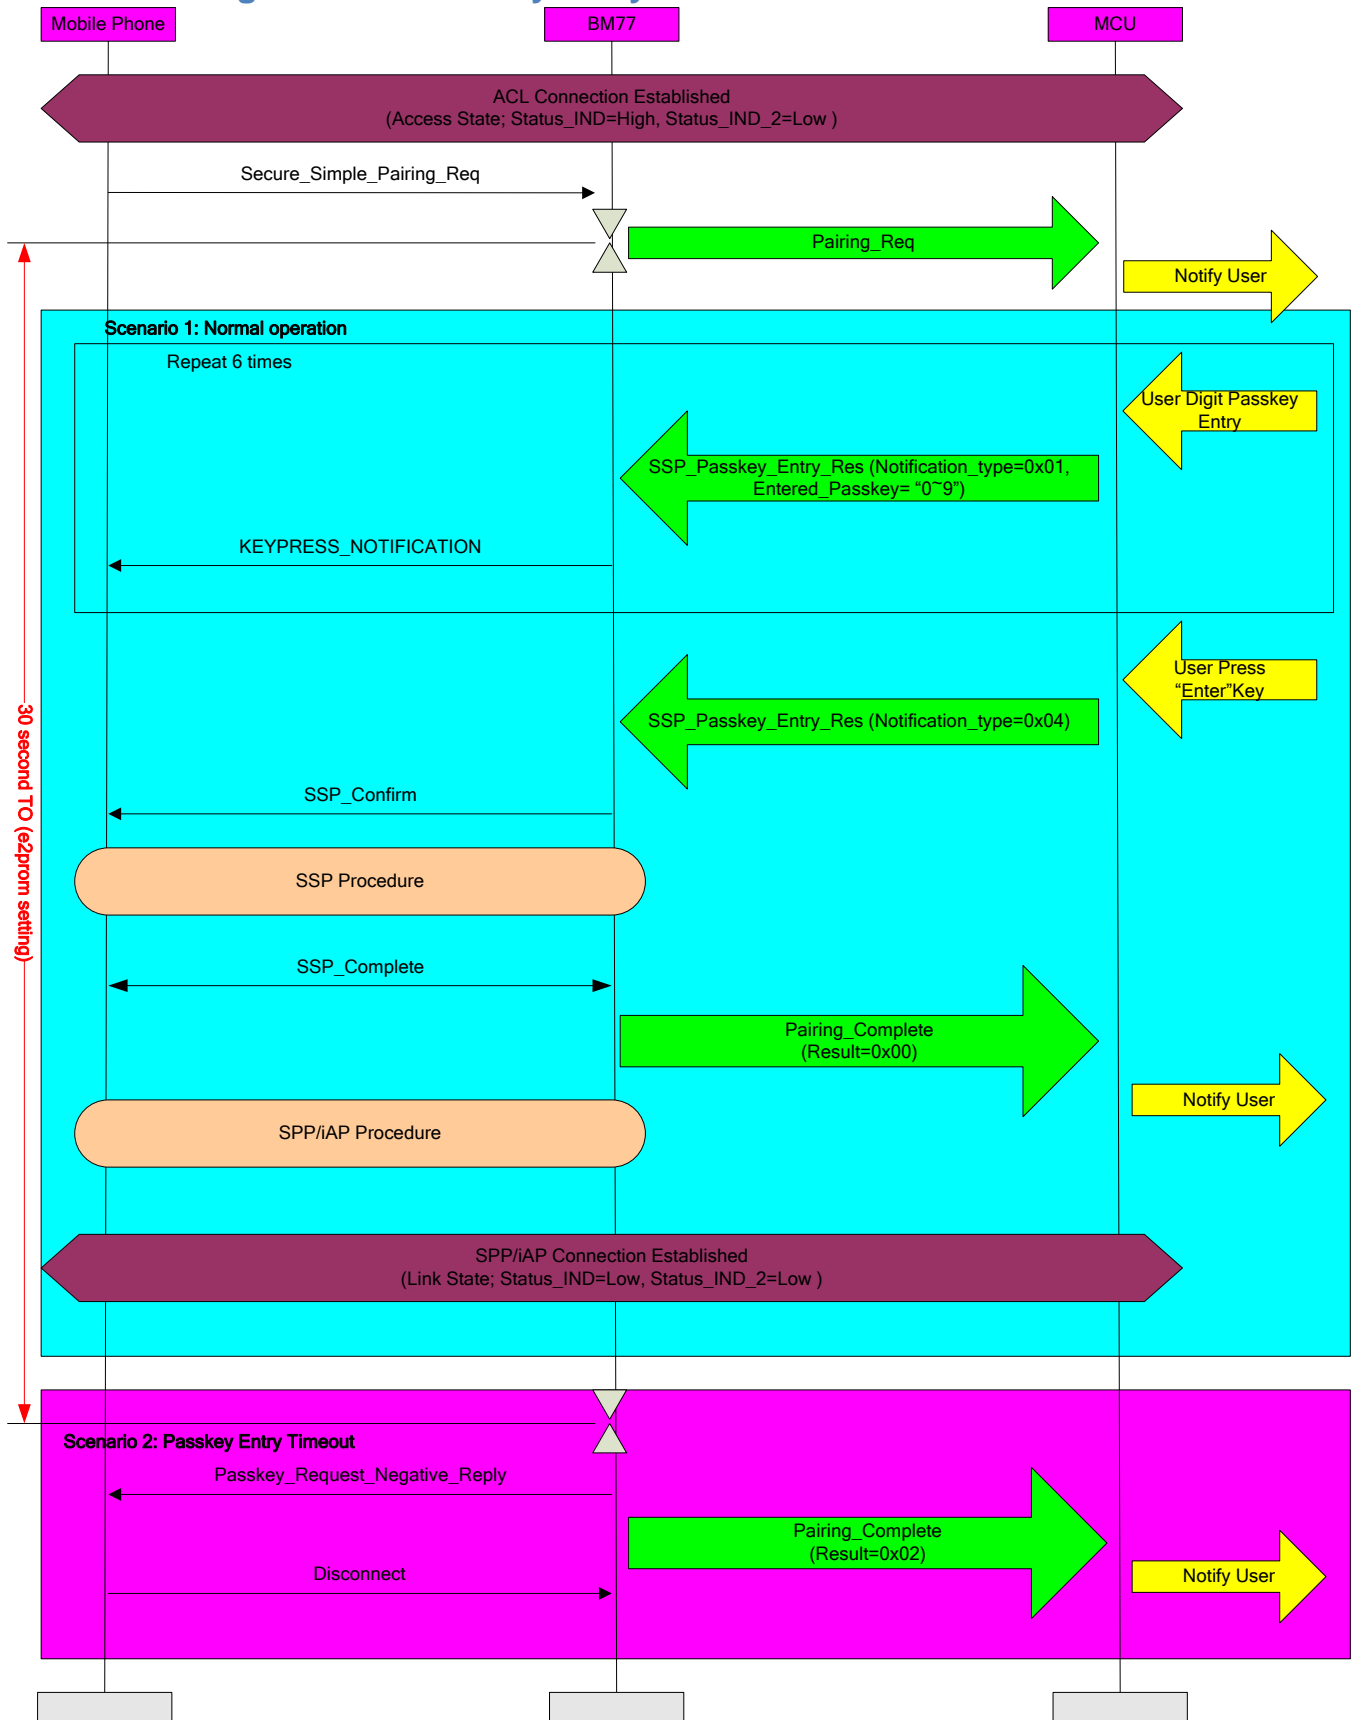 Mobile Phone
BM77
MCU
ACL Connection Established
(Access State; Status_IND=High, Status_IND_2=Low )
Secure_Simple_Pairing_Req
Pairing_Req
Notify User
Scenario 1: Normal operation
Repeat 6 times
User Digit Passkey
Entry
SSP_Passkey_Entry_Res (Notification_type=0x01,
Entered_Passkey= “0~9”)
KEYPRESS_NOTIFICATION
User Press
“Enter”Key
SSP_Passkey_Entry_Res (Notification_type=0x04)
30 second TO (e2prom setting)
SSP_Confirm
SSP Procedure
SSP_Complete
Pairing_Complete
(Result=0x00)
Notify User
SPP/iAP Procedure
SPP/iAP Connection Established
(Link State; Status_IND=Low, Status_IND_2=Low )
Scenario 2: Passkey Entry Timeout
Passkey_Request_Negative_Reply
Pairing_Complete
(Result=0x02)
Disconnect
Notify User